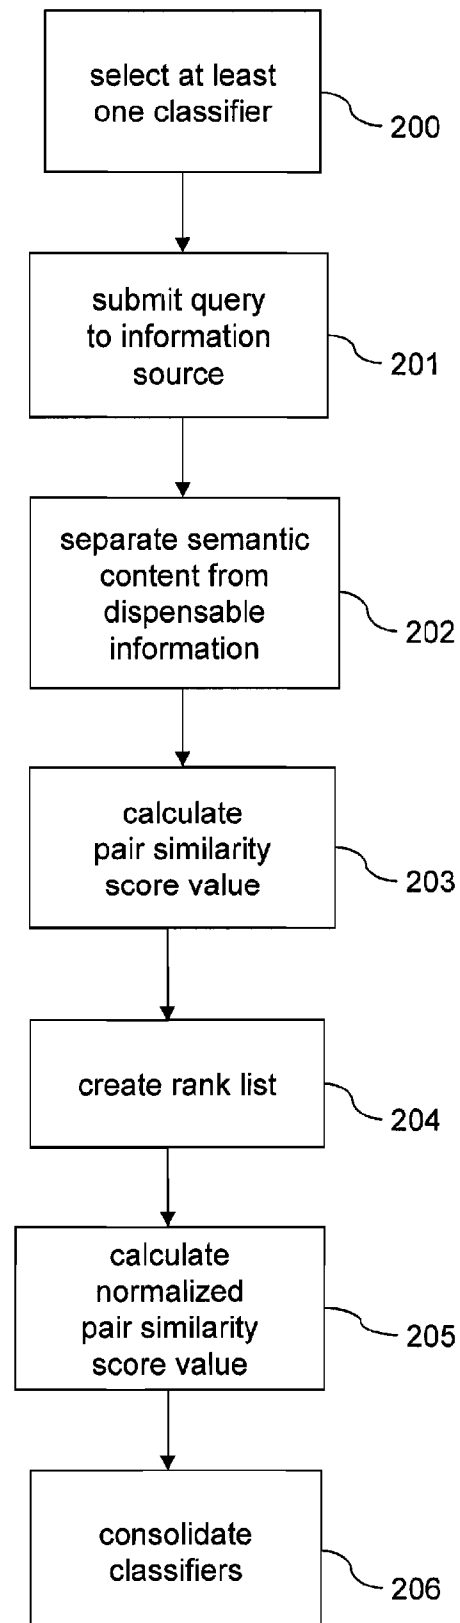 select at least
one classifier
200
submit query
to information
source
201
separate semantic
content from
dispensable
information
202
calculate
pair similarity
score value
203
create rank list
204
calculate
normalized
pair similarity
score value
205
consolidate
classifiers
206